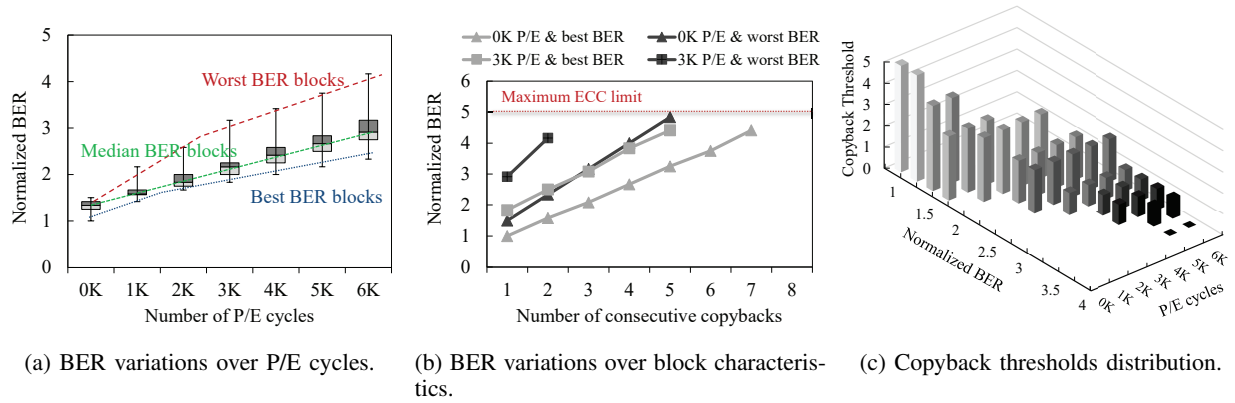 5
4
3
2
1
0
Normalized BER
Worst BER blocks
Median BER blocks
Best BER blocks
0K 1K 2K 3K 4K 5K 6K
Number of P/E cycles
(a) BER variations over P/E cycles.
0K P/E & best BER 0K P/E & worst BER
3K P/E & best BER 3K P/E & worst BER
Maximum ECC limit
6
5
4
3
2
1
0
Normalized BER
1 2 3 4 5 6 7 8
Number of consecutive copybacks
(b) BER variations over block characteris-
tics.
Copyback Threshold
5
4
3
2
1
0
1
1.5
2
2.5
3
3.5
4
Normalized BER
0K
1K
2K
3K
4K
5K
6K
P/E cycles
(c) Copyback thresholds distribution.